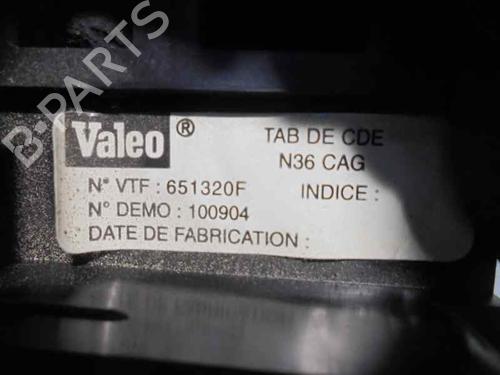 B-PARTS
Valeo ®
TAB DE CDE
N36 CAG
N° VTF : 651320F INDICE :
N° DEMO : 100904
DATE DE FABRICATION :